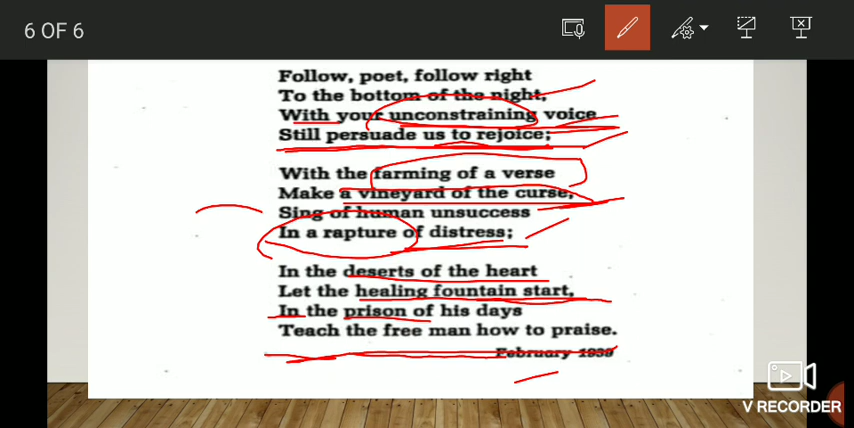 6 OF 6
Follow, poet, follow right
To the bottom of the night,
With your unconstraining voice
Still persuade us to rejoice;
With the farming of a verse
Make a vineyard of the curse,
Sing of human unsuccess
In a rapture of distress;
In the deserts of the heart
Let the healing fountain start,
In the prison of his days
Teach the free man how to praise.
February 1939
V RECORDER